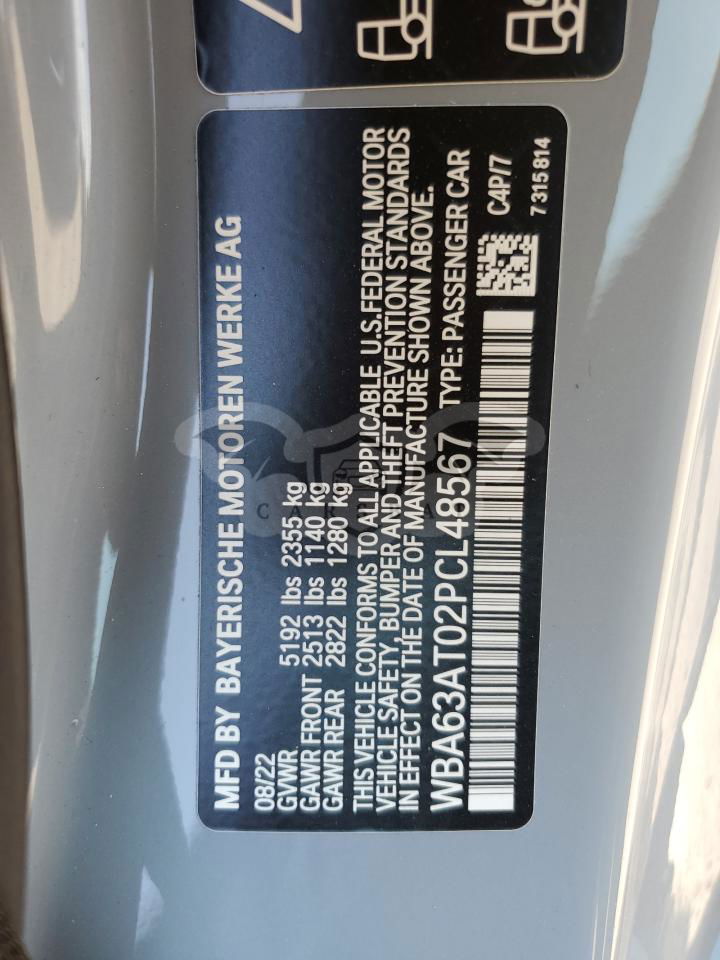 MFD BY BAYERISCHE MOTOREN WERKE AG
08/22
GVWR 5192 lbs 2355 kg
GAWR FRONT 2513 lbs 1140 kg
GAWR REAR 2822 lbs 1280 kg
THIS VEHICLE CONFORMS TO ALL APPLICABLE U.S.FEDERAL MOTOR
VEHICLE SAFETY, BUMPER AND THEFT PREVENTION STANDARDS
IN EFFECT ON THE DATE OF MANUFACTURE SHOWN ABOVE.
WBA63AT02PCL48567 TYPE: PASSENGER CAR
C4P/7
7 315 814